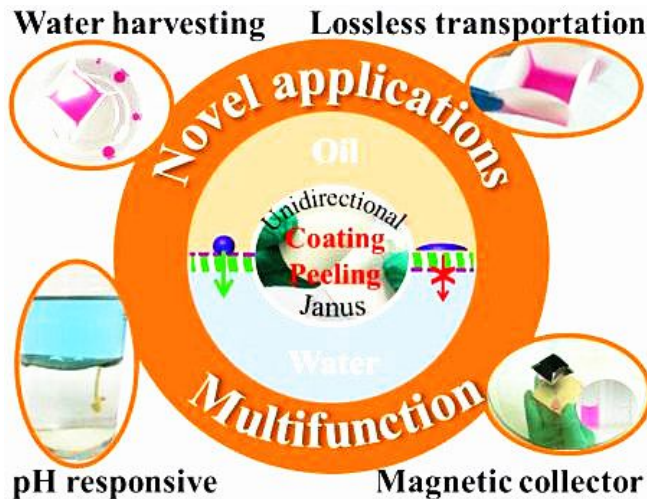 Water harvesting
Lossless transportation
Novel applications
Oil
Unidirectional
Coating
Peeling
Janus
Water
Multifunction
pH responsive
Magnetic collector